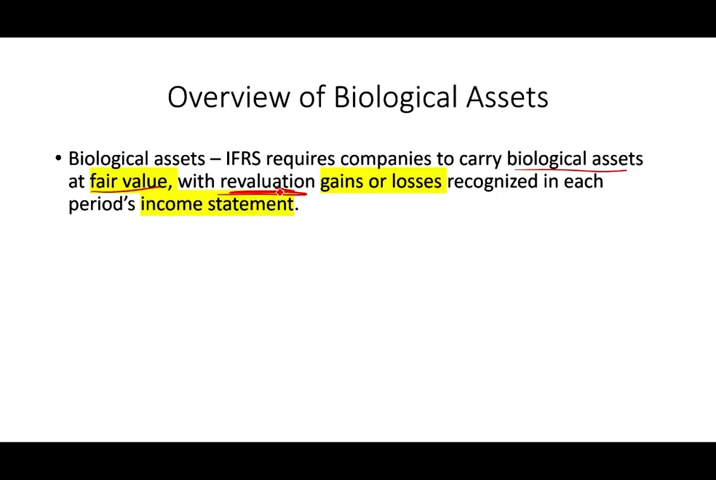 Overview of Biological Assets
• Biological assets – IFRS requires companies to carry biological assets
at fair value, with revaluation gains or losses recognized in each
period’s income statement.